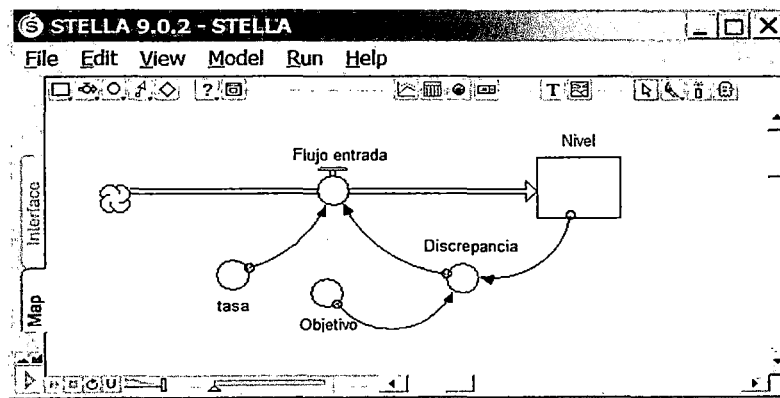 STELLA 9.0.2 - STELLA
File Edit View Model Run Help
T
Nivel
Flujo entrada
Interface
Discrepancia
tasa
Objetivo
Map